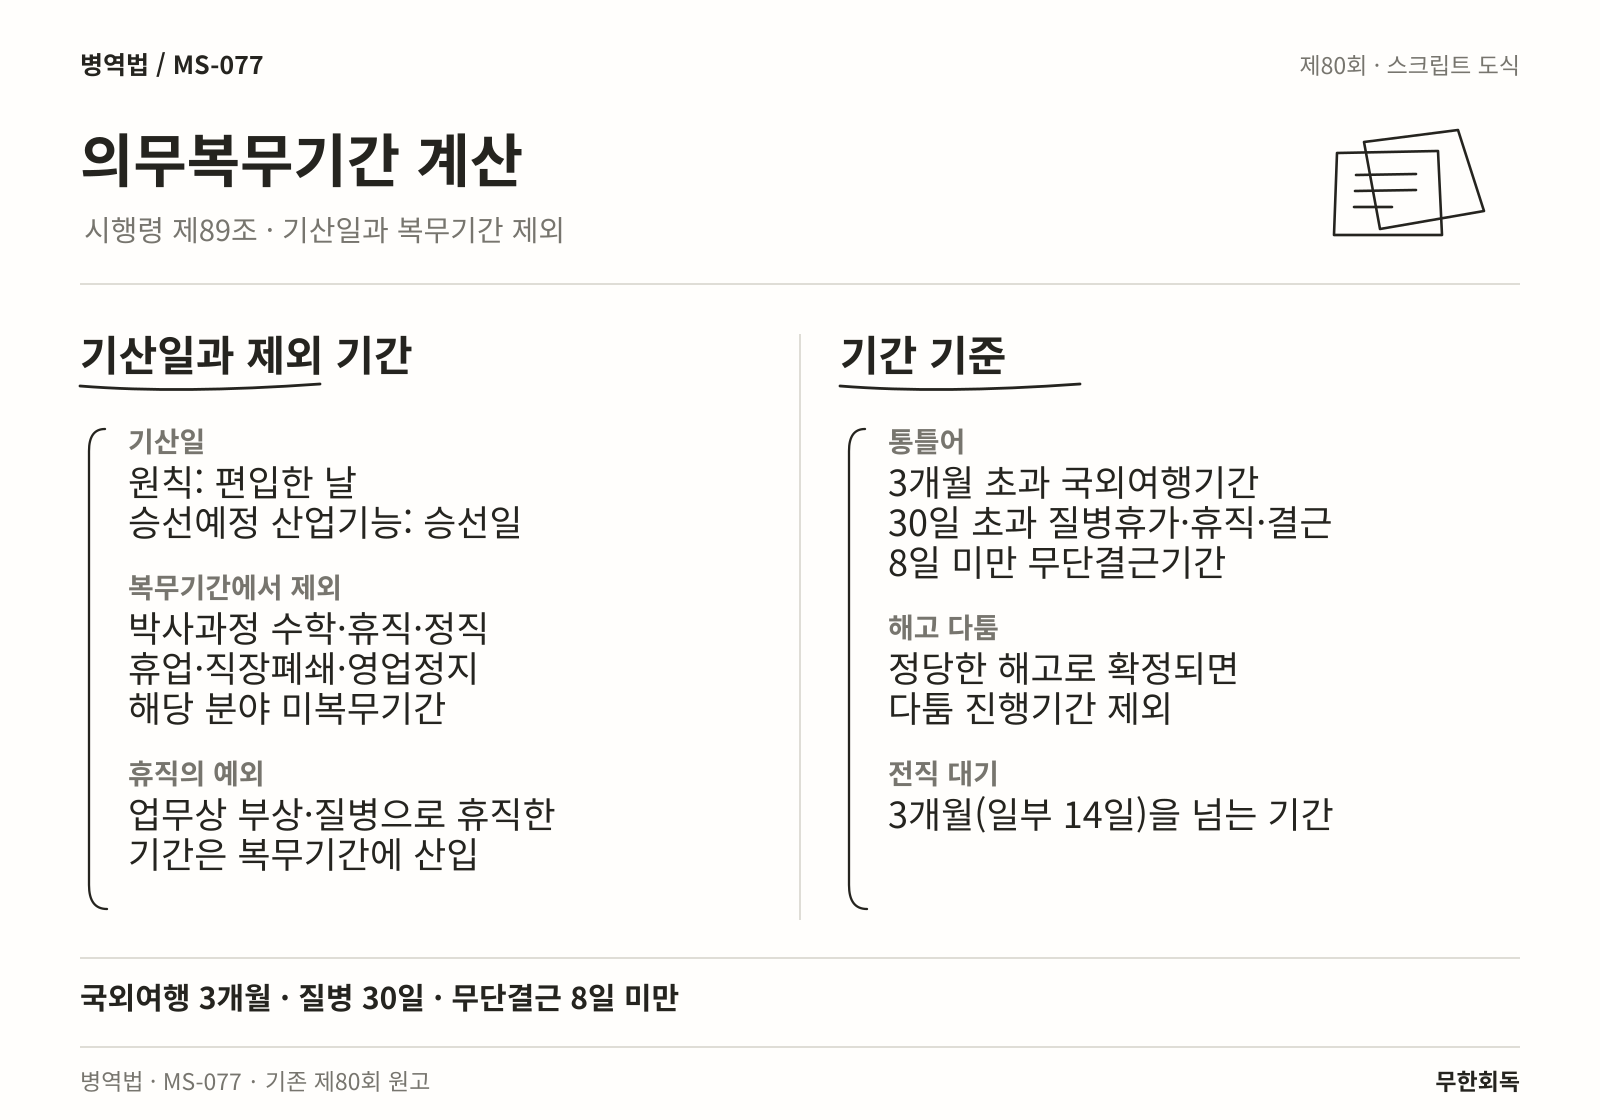 병역법 / MS-077
제80회 · 스크립트 도식
의무복무기간 계산
시행령 제89조 · 기산일과 복무기간 제외
기산일과 제외 기간
기산일
원칙: 편입한 날
승선예정 산업기능: 승선일
복무기간에서 제외
박사과정 수학·휴직·정직
휴업·직장폐쇄·영업정지
해당 분야 미복무기간
휴직의 예외
업무상 부상·질병으로 휴직한
기간은 복무기간에 산입
기간 기준
통틀어
3개월 초과 국외여행기간
30일 초과 질병휴가·휴직·결근
8일 미만 무단결근기간
해고 다툼
정당한 해고로 확정되면
다툼 진행기간 제외
전직 대기
3개월(일부 14일)을 넘는 기간
국외여행 3개월 · 질병 30일 · 무단결근 8일 미만
병역법 · MS-077 · 기존 제80회 원고
무한회독